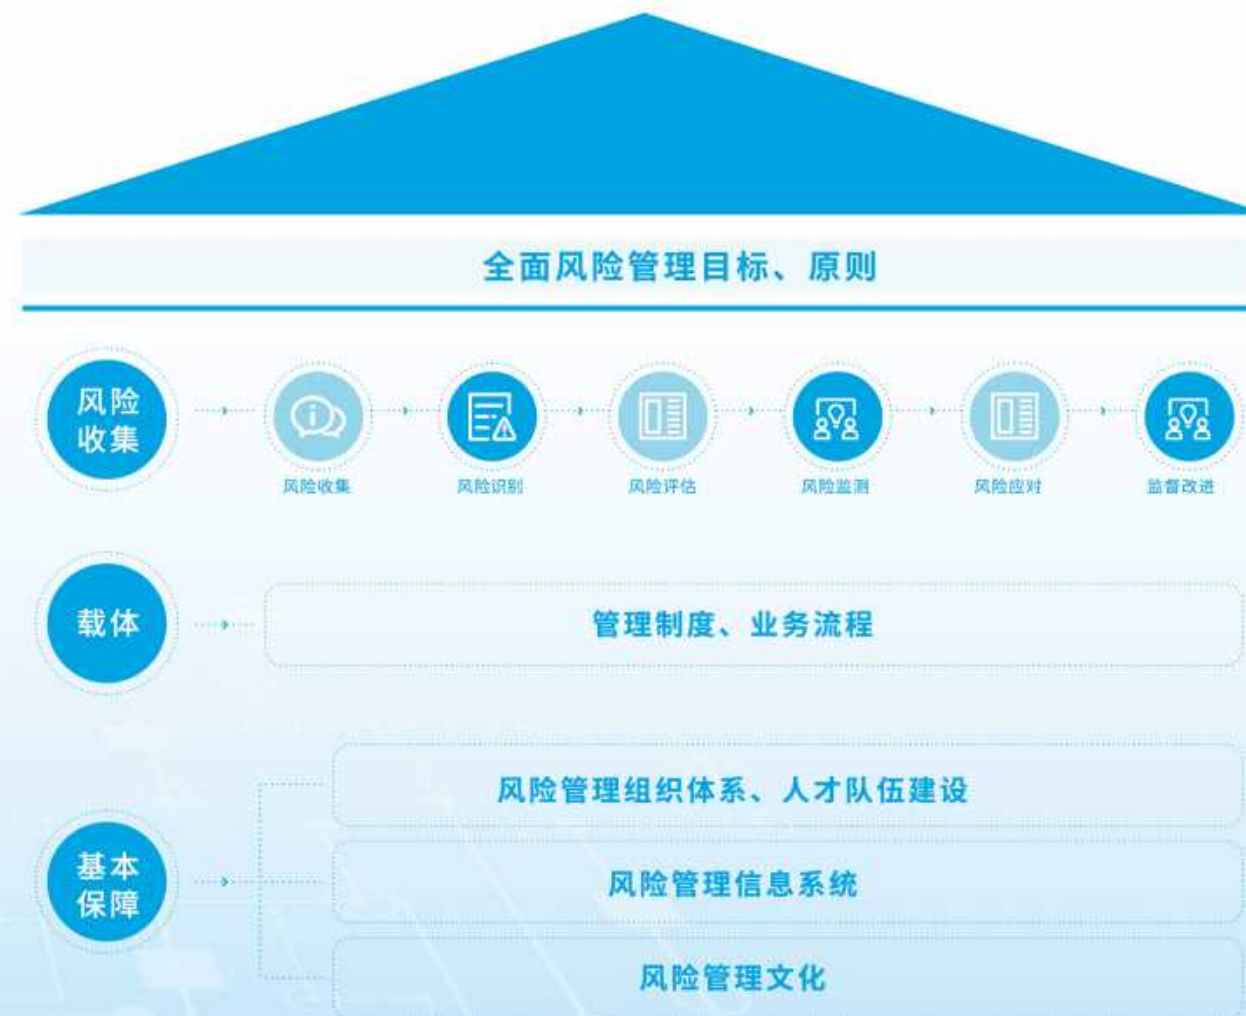 全面风险管理目标、原则
风险
收集
风险收集
风险识别
风险评估
风险监测
风险应对
监督改进
载体
管理制度、业务流程
基本
保障
风险管理组织体系、人才队伍建设
风险管理信息系统
风险管理文化